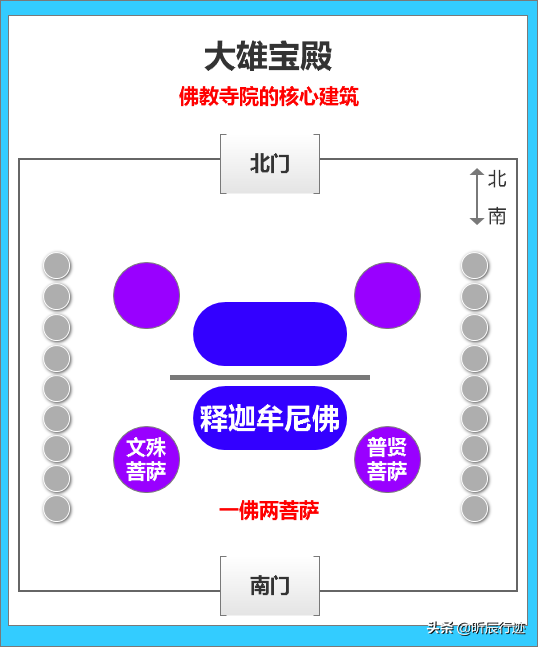 大雄宝殿
佛教寺院的核心建筑
北门
北
南
释迦牟尼佛
文殊
菩萨
普贤
菩萨
一佛两菩萨
南门
头条 @昕辰行迹